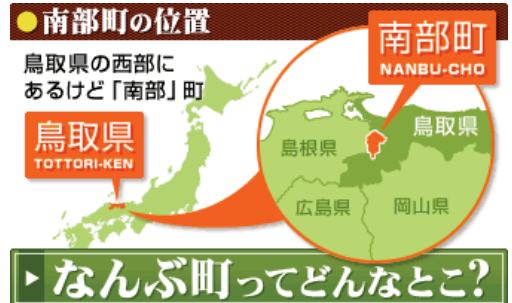 ●南部町の位置
鳥取県の西部に
あるけど「南部」町
鳥取県
TOTTORI-KEN
南部町
NANBU-CHO
鳥取県
島根県
広島県
岡山県
なんぶ町ってどんなとこ?